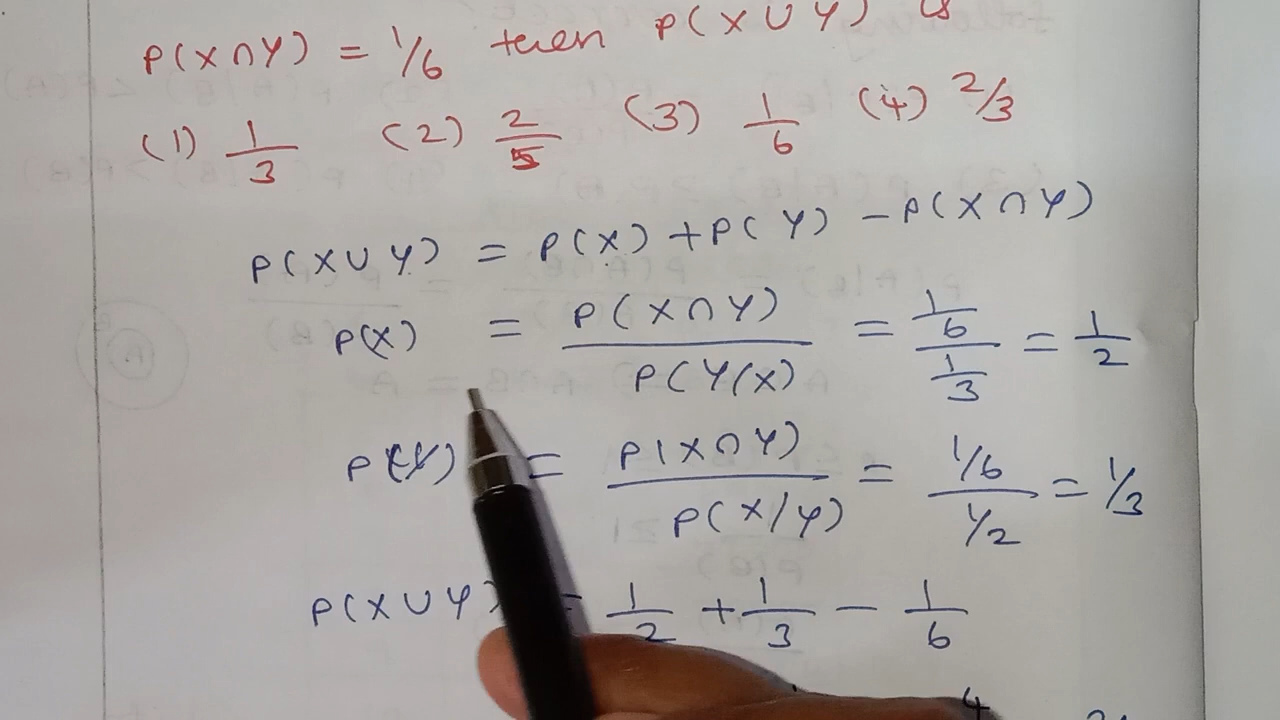 P(X∩Y) = 1/6 then P(X∪Y) is
(1) 1/3 (2) 2/5 (3) 1/6 (4) 2/3
P(X∪Y) = P(X) + P(Y) - P(X∩Y)
P(X) = P(X∩Y) / P(Y(X) = 1/6 / 1/3 = 1/2
P(Y) = P(X∩Y) / P(X/Y) = 1/6 / 1/2 = 1/3
P(X∪Y) = 1/2 + 1/3 - 1/6
4